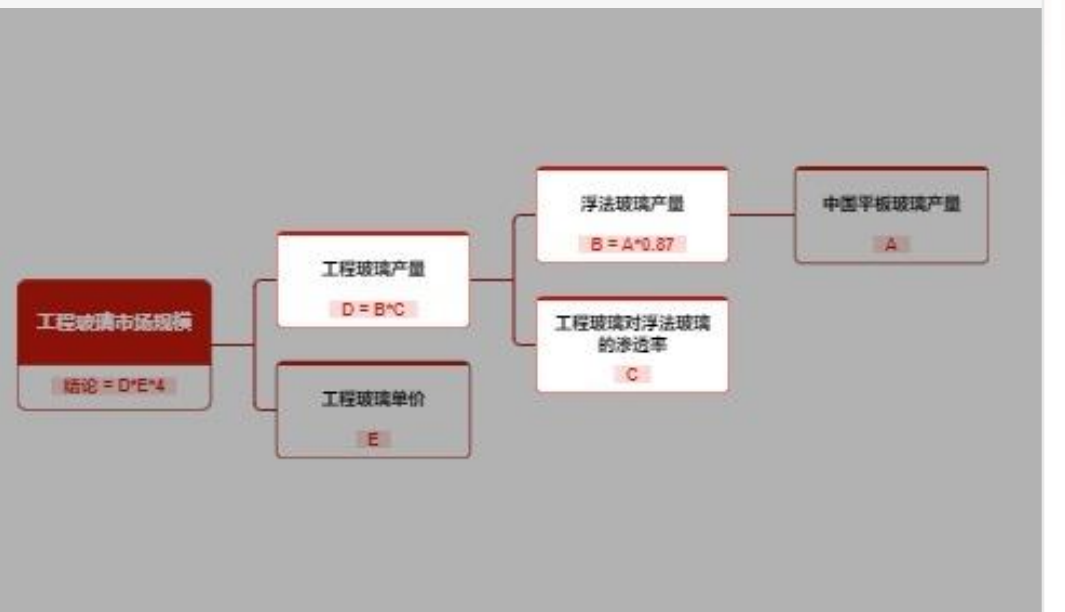 工程玻璃市场规模
结论 = D*E*4
工程玻璃产量
D = B*C
工程玻璃单价
E
浮法玻璃产量
B = A*0.87
工程玻璃对浮法玻璃
的渗透率
C
中国平板玻璃产量
A